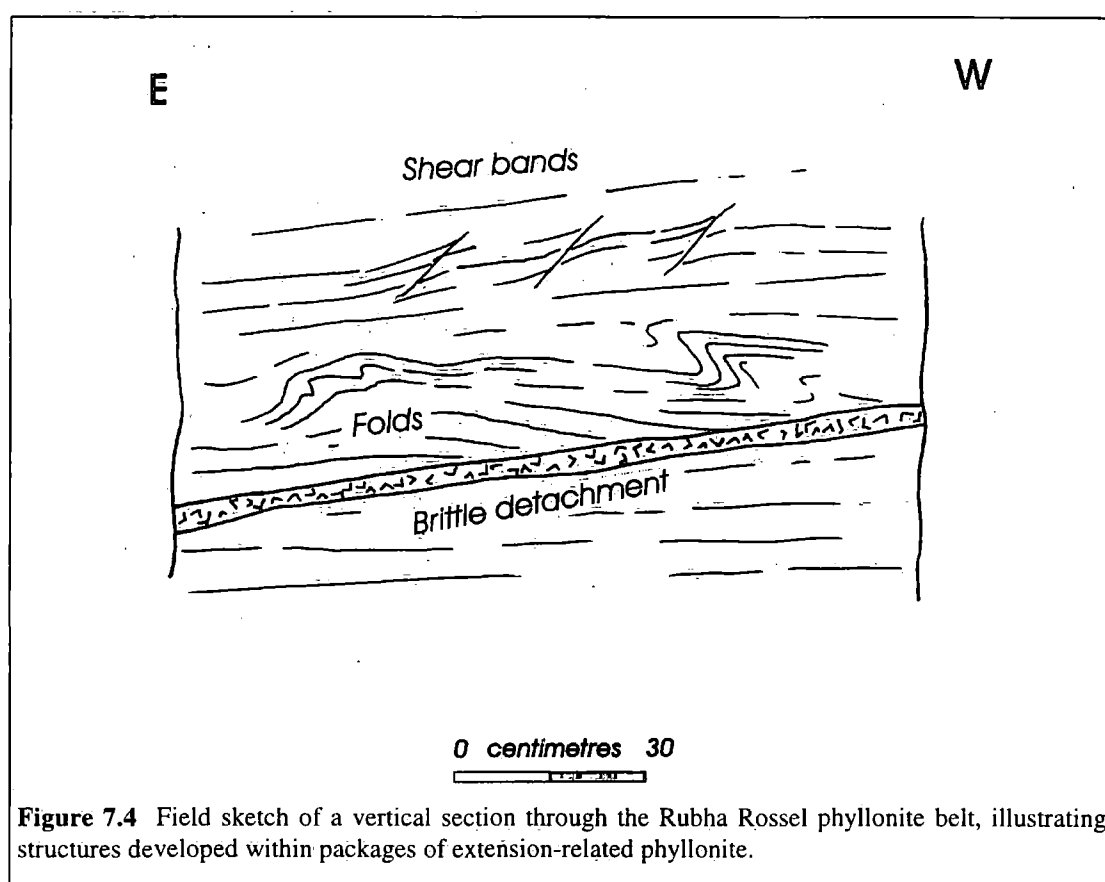 E
W
Shear bands
Folds
Brittle detachment
0 centimetres 30
Figure 7.4 Field sketch of a vertical section through the Rubha Rossel phyllonite belt, illustrating
structures developed within packages of extension-related phyllonite.